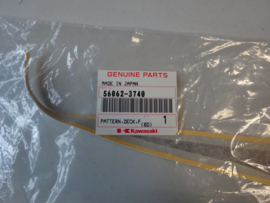 GENUINE PARTS
MADE IN JAPAN
56062-3740
PATTERN-DECK,F
(BD) 1
Kawasaki